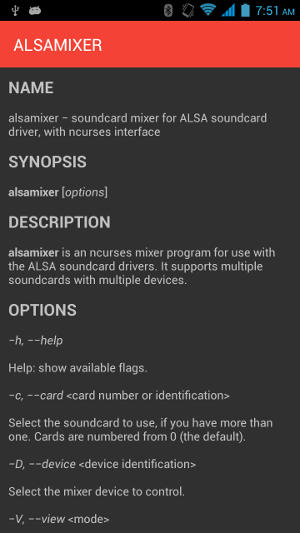 7:51 AM
ALSAMIXER
NAME
alsamixer − soundcard mixer for ALSA soundcard
driver, with ncurses interface
SYNOPSIS
alsamixer [options]
DESCRIPTION
alsamixer is an ncurses mixer program for use with
the ALSA soundcard drivers. It supports multiple
soundcards with multiple devices.
OPTIONS
−h, −−help
Help: show available flags.
−c, −−card <card number or identification>
Select the soundcard to use, if you have more than
one. Cards are numbered from 0 (the default).
−D, −−device <device identification>
Select the mixer device to control.
−V, −−view <mode>